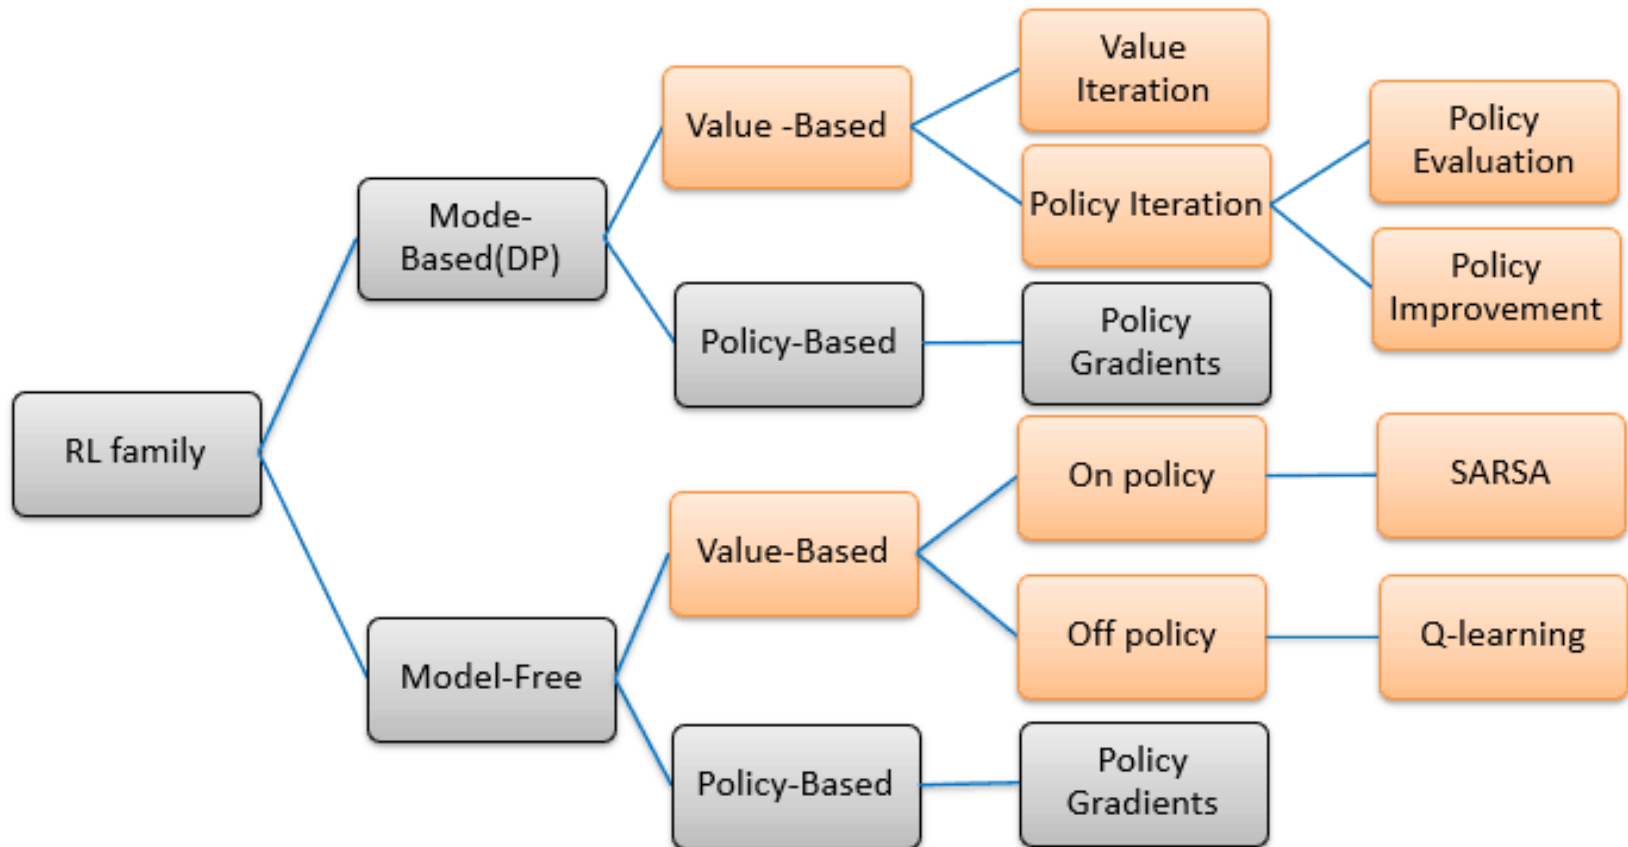 Value
Iteration
Value -Based
Policy
Evaluation
Policy Iteration
Mode-
Based(DP)
Policy
Improvement
Policy-Based
Policy
Gradients
RL family
On policy
SARSA
Value-Based
Off policy
Q-learning
Model-Free
Policy-Based
Policy
Gradients